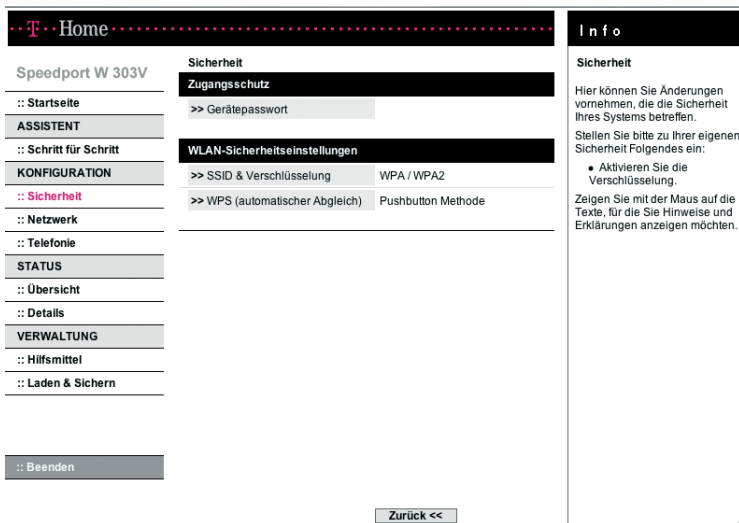 ··T··Home
Speedport W 303V
:: Startseite
ASSISTENT
:: Schritt für Schritt
KONFIGURATION
:: Sicherheit
:: Netzwerk
:: Telefonie
STATUS
:: Übersicht
:: Details
VERWALTUNG
:: Hilfsmittel
:: Laden & Sichern
:: Beenden
Sicherheit
Zugangsschutz
>> Gerätepasswort
WLAN-Sicherheitseinstellungen
>> SSID & Verschlüsselung WPA / WPA2
>> WPS (automatischer Abgleich) Pushbutton Methode
Zurück <<
Info
Sicherheit
Hier können Sie Änderungen
vornehmen, die die Sicherheit
Ihres Systems betreffen.
Stellen Sie bitte zu Ihrer eigenen
Sicherheit Folgendes ein:
● Aktivieren Sie die
Verschlüsselung.
Zeigen Sie mit der Maus auf die
Texte, für die Sie Hinweise und
Erklärungen anzeigen möchten.